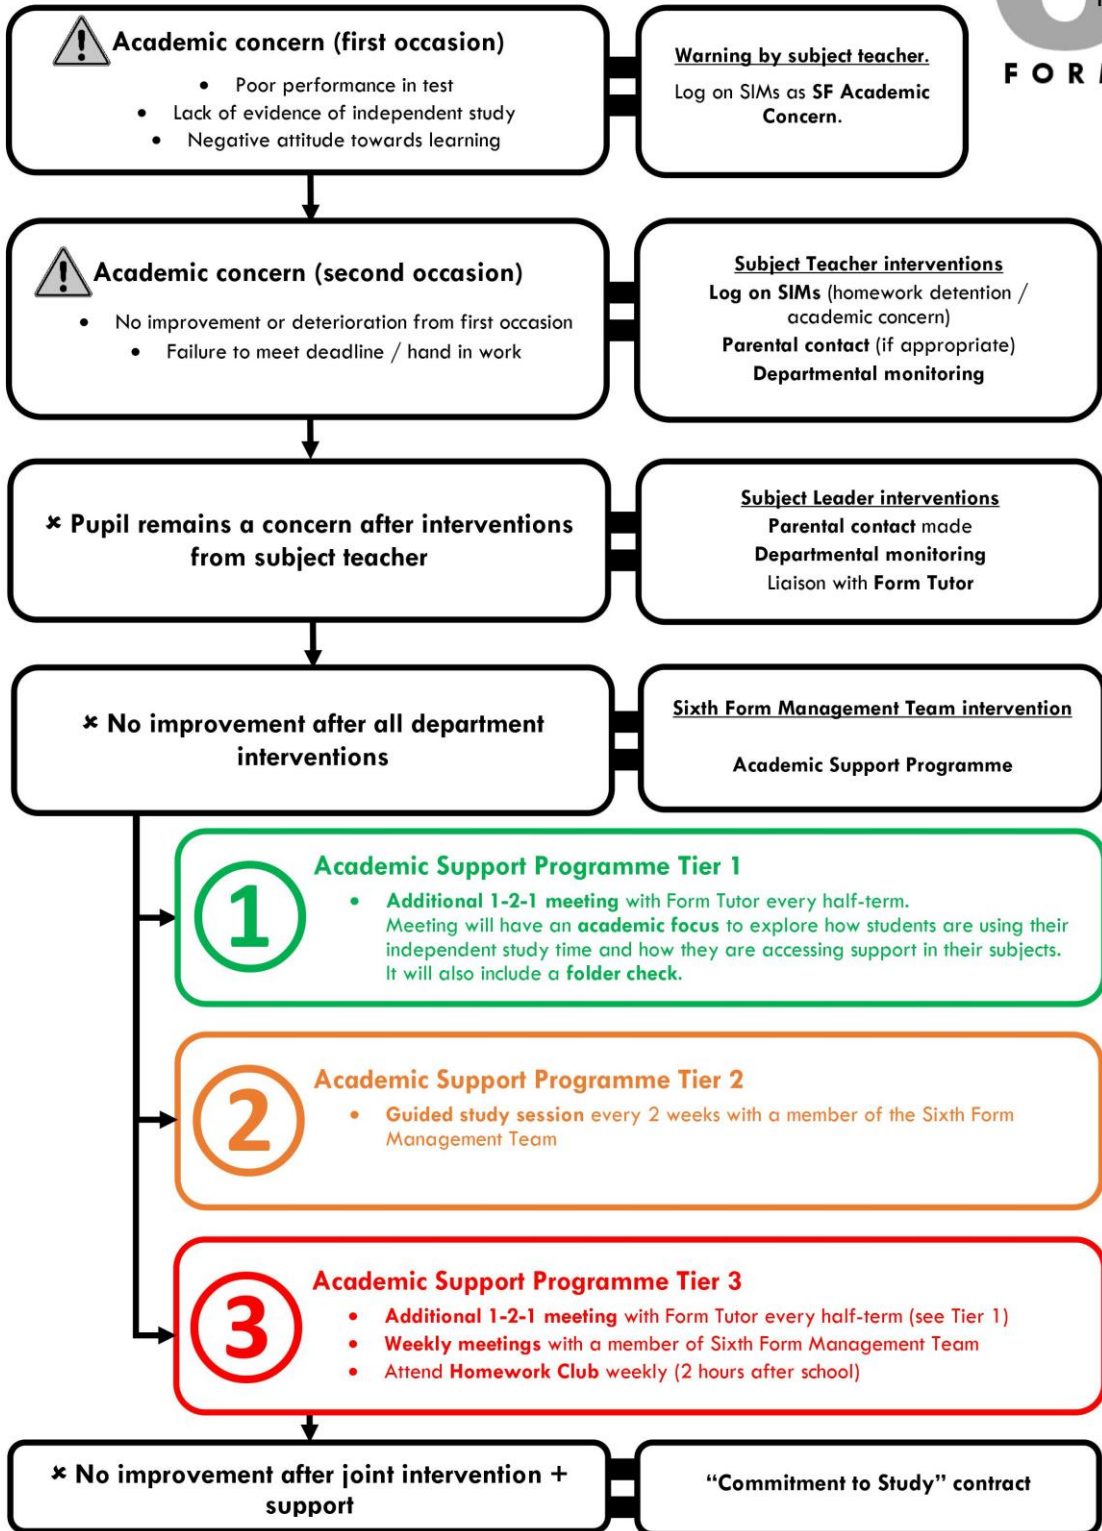 Academic concern (first occasion)
• Poor performance in test
• Lack of evidence of independent study
• Negative attitude towards learning
Warning by subject teacher.
Log on SIMs as SF Academic
Concern.
FORM
Academic concern (second occasion)
• No improvement or deterioration from first occasion
• Failure to meet deadline / hand in work
Subject Teacher interventions
Log on SIMs (homework detention /
academic concern)
Parental contact (if appropriate)
Departmental monitoring
× Pupil remains a concern after interventions
from subject teacher
Subject Leader interventions
Parental contact made
Departmental monitoring
Liaison with Form Tutor
× No improvement after all department
interventions
Sixth Form Management Team intervention
Academic Support Programme
1
Academic Support Programme Tier 1
• Additional 1-2-1 meeting with Form Tutor every half-term.
Meeting will have an academic focus to explore how students are using their
independent study time and how they are accessing support in their subjects.
It will also include a folder check.
2
Academic Support Programme Tier 2
• Guided study session every 2 weeks with a member of the Sixth Form
Management Team
3
Academic Support Programme Tier 3
• Additional 1-2-1 meeting with Form Tutor every half-term (see Tier 1)
• Weekly meetings with a member of Sixth Form Management Team
• Attend Homework Club weekly (2 hours after school)
× No improvement after joint intervention +
support
“Commitment to Study” contract